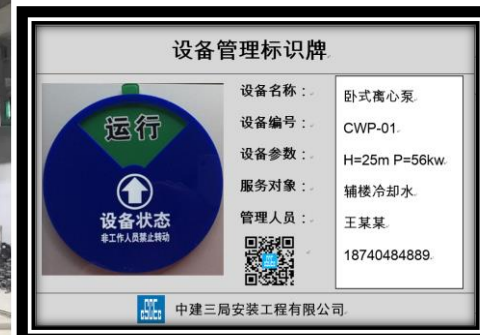 设备管理标识牌
运行
设备状态
非工作人员禁止转动
设备名称：
设备编号：
设备参数：
服务对象：
管理人员：
卧式离心泵
CWP-01
H=25m P=56kw
辅楼冷却水
王某某
18740484889
中建三局安装工程有限公司